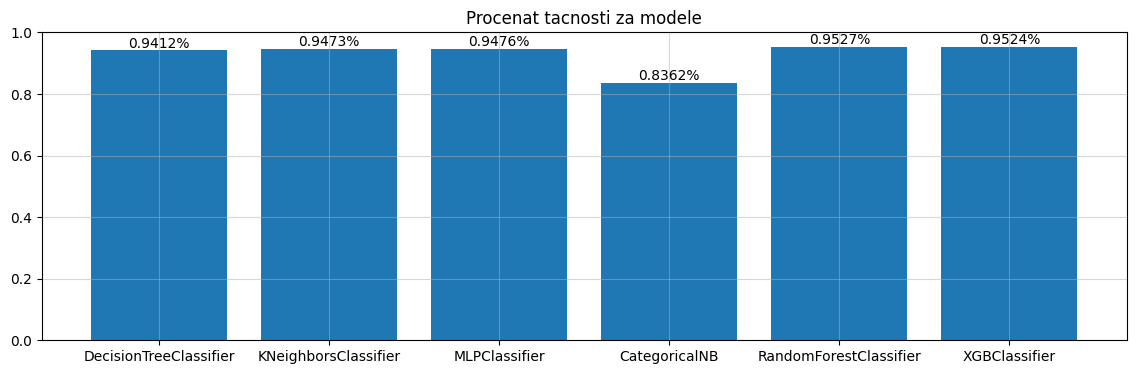 Procenat tacnosti za modele
1.0
0.8
0.6
0.4
0.2
0.0
0.9412%
0.9473%
0.9476%
0.8362%
0.9527%
0.9524%
DecisionTreeClassifier
KNeighborsClassifier
MLPClassifier
CategoricalNB
RandomForestClassifier
XGBClassifier